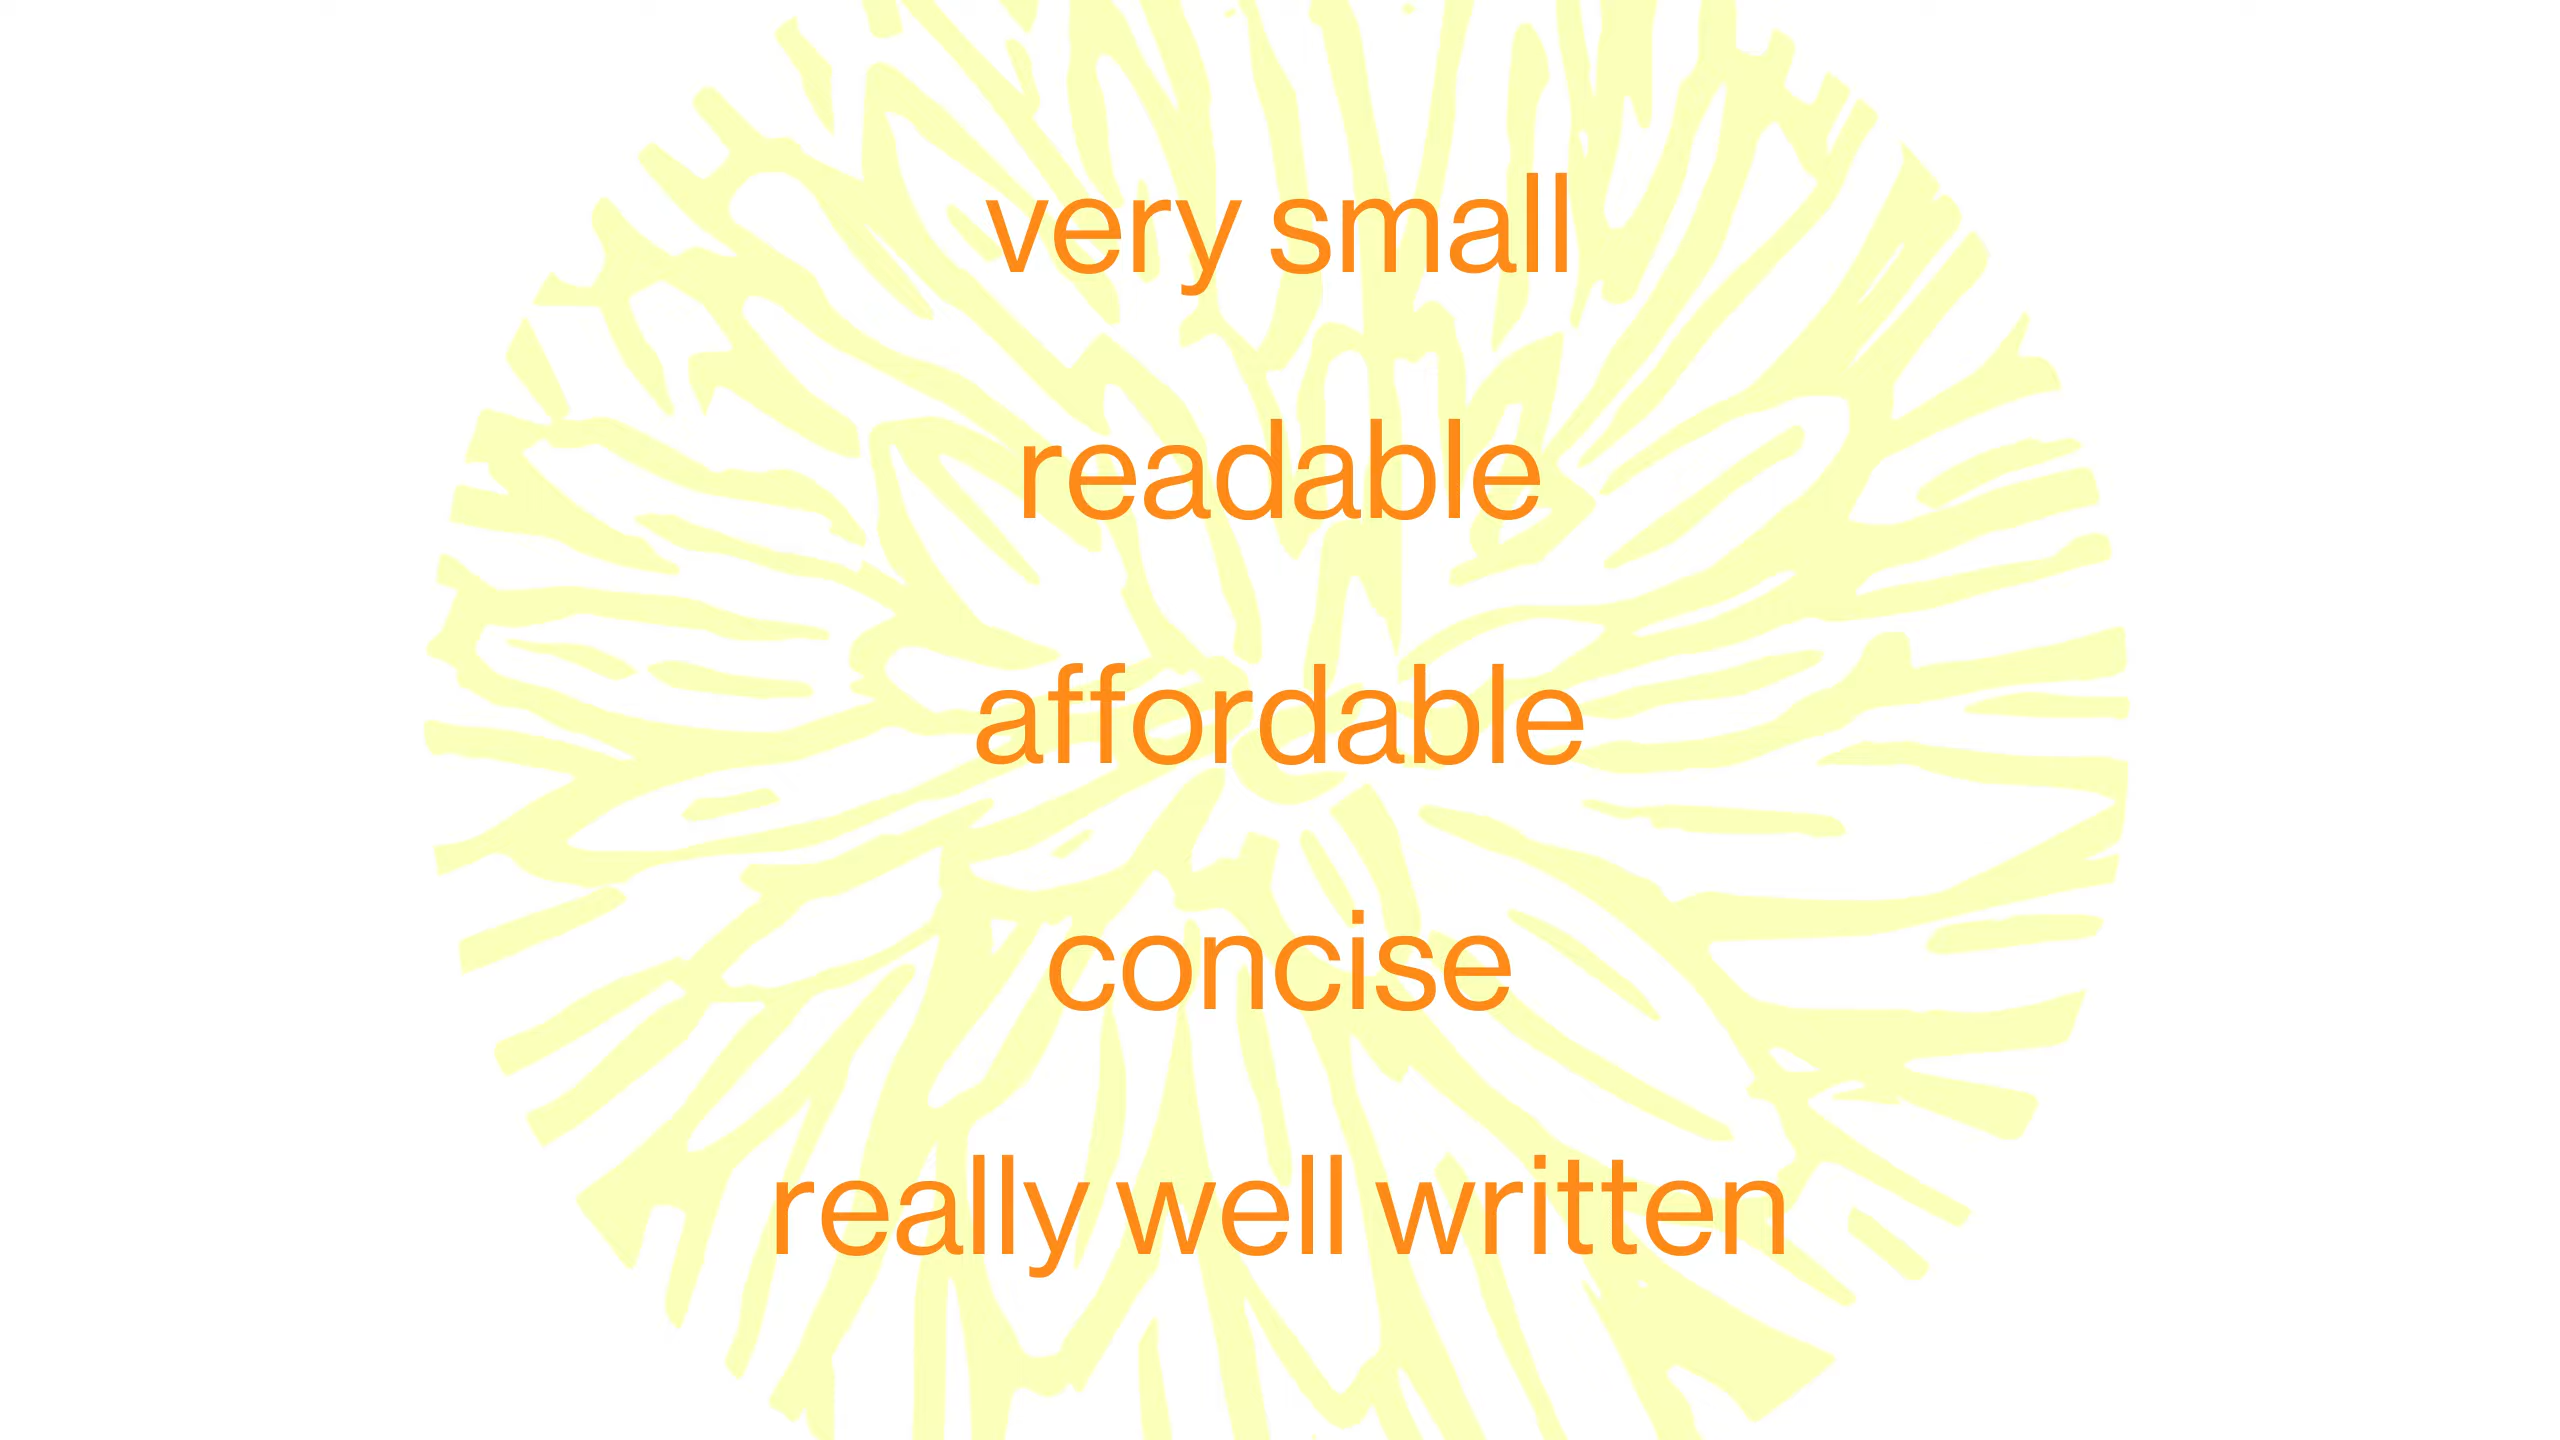 very small
readable
affordable
concise
really well written